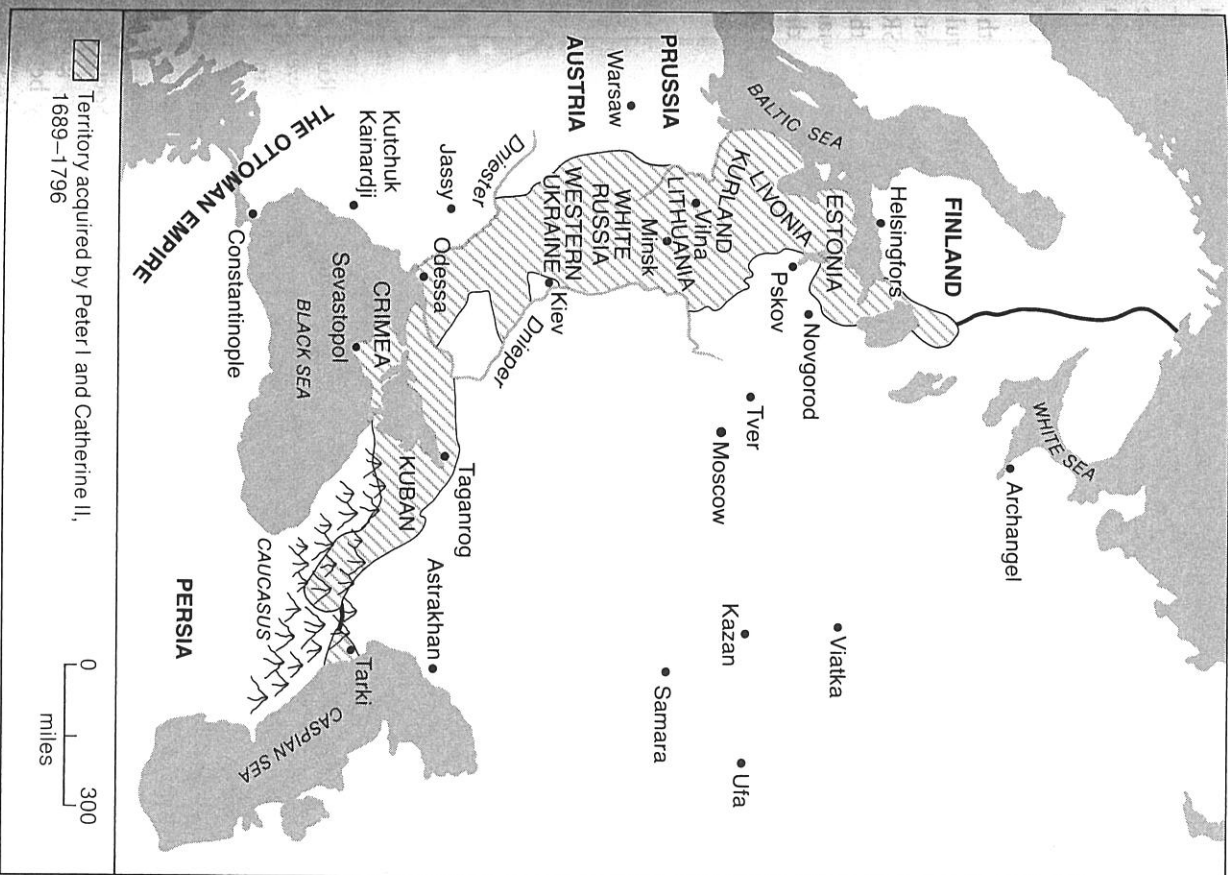 WHITE SEA
Archangel
FINLAND
BALTIC SEA
Helsingfors
ESTONIA
LIVONIA
KURLAND
Pskov
Novgorod
Viatka
PRUSSIA
Warsaw
AUSTRIA
Vilna
LITHUANIA
Minsk
WHITE
RUSSIA
WESTERN
UKRAINE
Kiev
Tver
Moscow
Kazan
Samara
Ufa
Dniester
Dnieper
Jassy
Odessa
Taganrog
Astrakhan
Kutchuk
Kainardji
CRIMEA
Sevastopol
KUBAN
Tarki
THE OTTOMAN EMPIRE
Constantinople
BLACK SEA
CAUCASUS
CASPIAN SEA
PERSIA
Territory acquired by Peter I and Catherine II,
1689–1796
0 300
miles